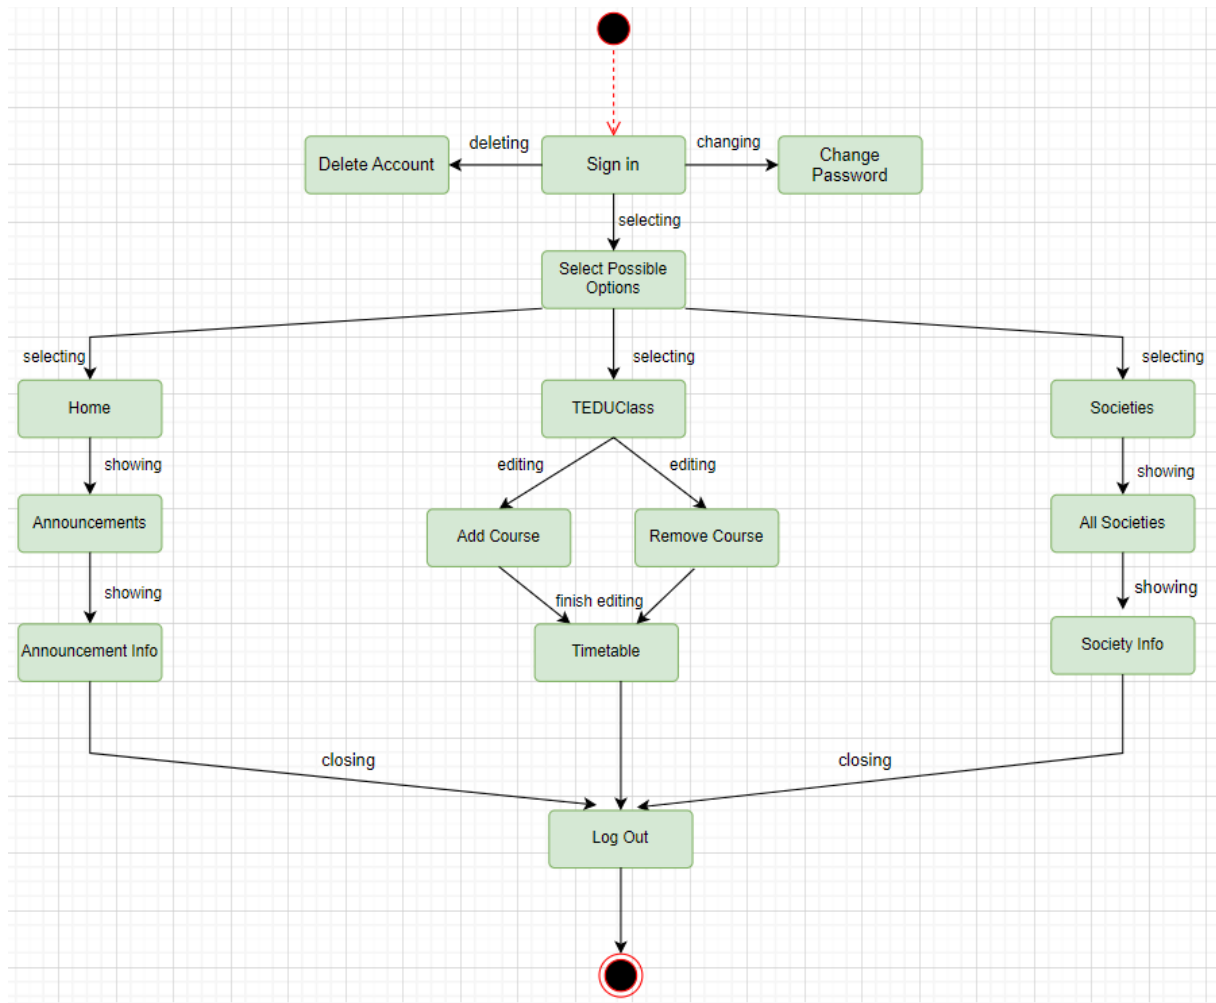 deleting
changing
Delete Account
Sign in
Change
Password
selecting
Select Possible
Options
selecting
selecting
selecting
Home
TEDUClass
Societies
showing
editing
editing
showing
Announcements
Add Course
Remove Course
All Societies
showing
finish editing
showing
Announcement Info
Timetable
Society Info
closing
closing
Log Out